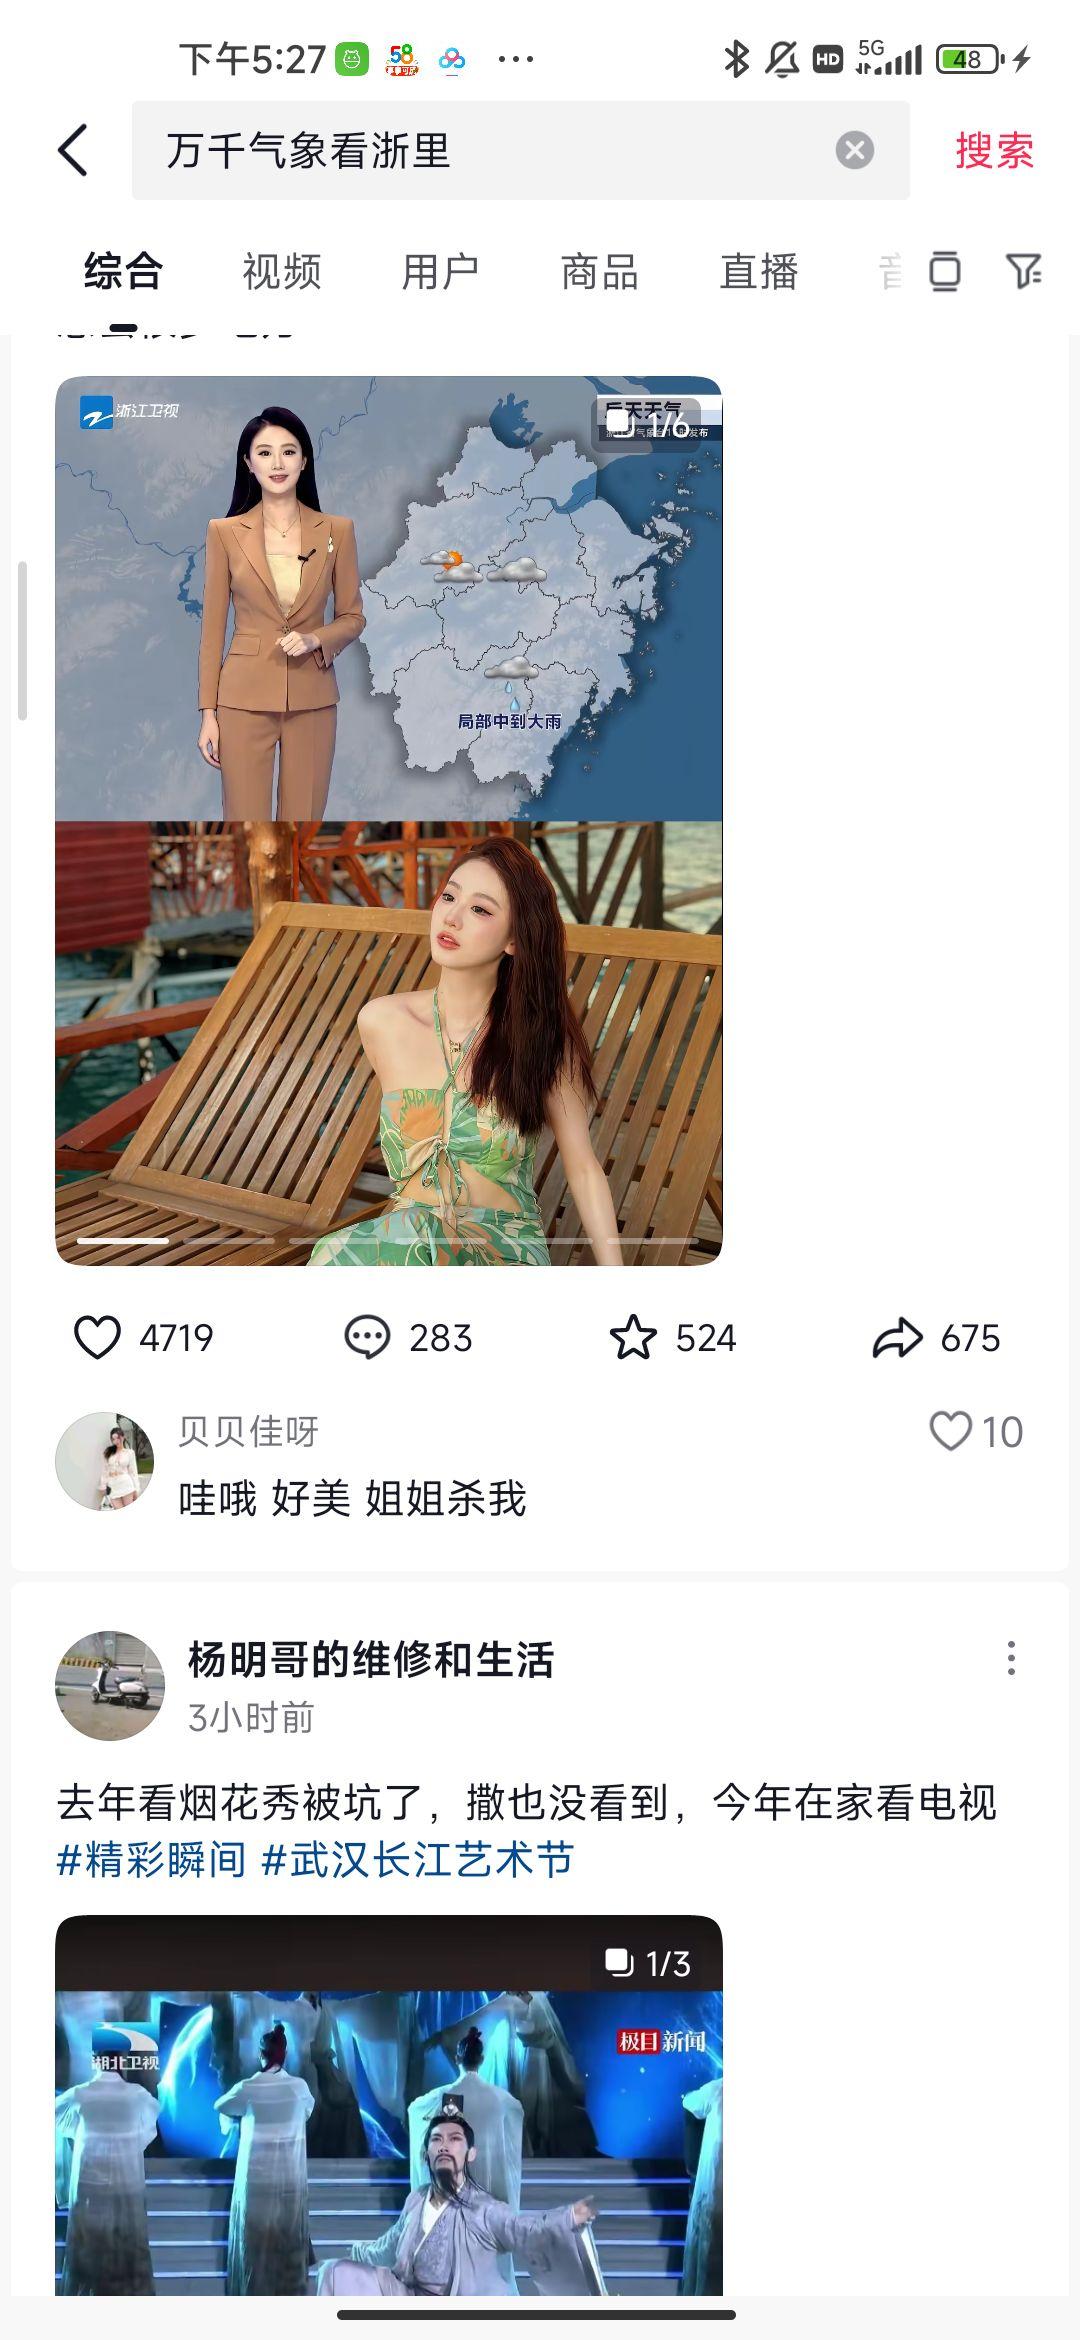 下午5:27
HD
5G
48
万千气象看浙里
搜索
综合
视频
用户
商品
直播
浙江卫视
后天天气
1/6
局部中到大雨
4719
283
524
675
贝贝佳呀
10
哇哦 好美 姐姐杀我
杨明哥的维修和生活
3小时前
去年看烟花秀被坑了，撒也没看到，今年在家看电视
#精彩瞬间 #武汉长江艺术节
1/3
湖北卫视
极目新闻